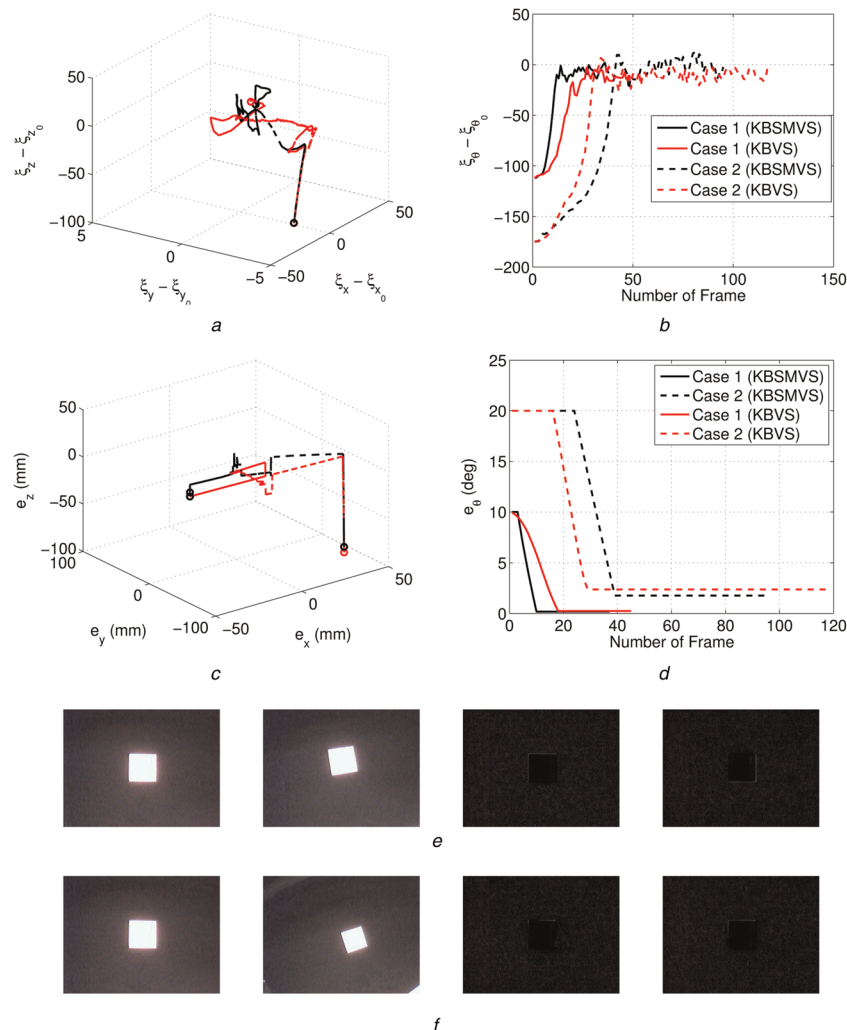 50
0
−50
−100
ξz − ξz0
5
0
−5
ξy − ξy0
−50
0
50
ξx − ξx0
a
50
0
−50
−100
−150
−200
ξθ − ξθ0
Case 1 (KBSMVS)
Case 1 (KBVS)
Case 2 (KBSMVS)
Case 2 (KBVS)
0 50 100 150
Number of Frame
b
50
0
−50
−100
ez (mm)
100
0
−100
ey (mm)
−50
0
50
ex (mm)
c
25
20
15
10
5
0
eθ (deg)
Case 1 (KBSMVS)
Case 2 (KBSMVS)
Case 1 (KBVS)
Case 2 (KBVS)
0 20 40 60 80 100 120
Number of Frame
d
e
f